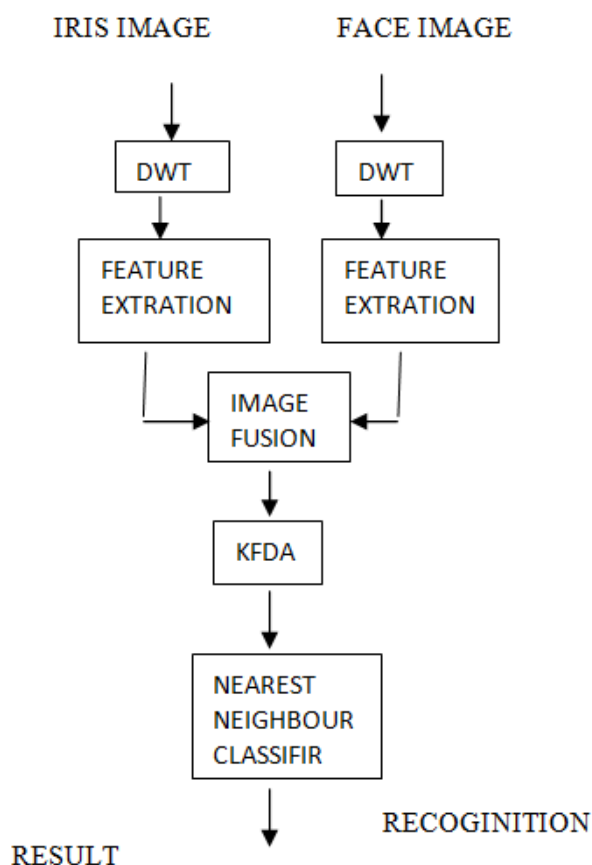 IRIS IMAGE
FACE IMAGE
DWT
DWT
FEATURE
EXTRATION
FEATURE
EXTRATION
IMAGE
FUSION
KFDA
NEAREST
NEIGHBOUR
CLASSIFIR
RECOGINITION
RESULT